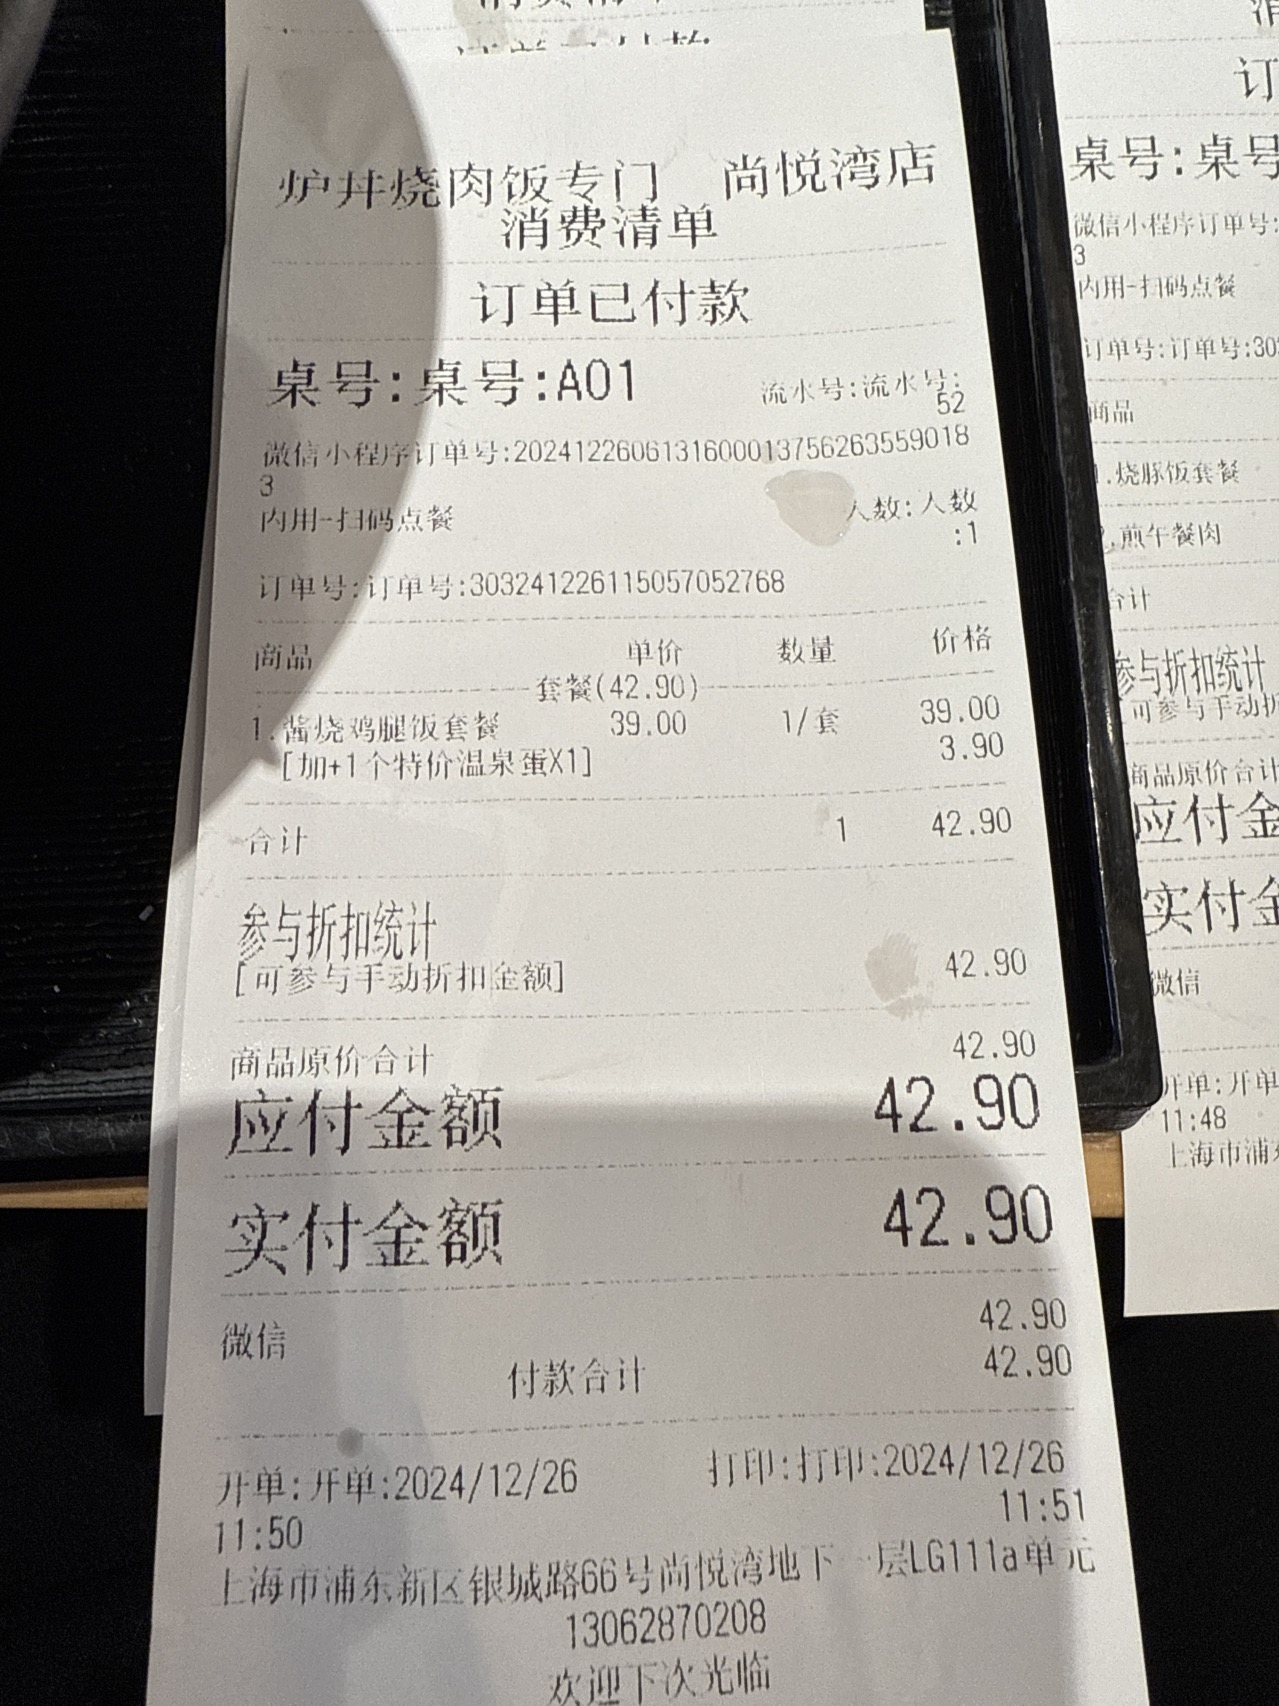 炉丼烧肉饭专门 尚悦湾店
消费清单
订单已付款
桌号:桌号:A01
流水号:流水号:
52
微信小程序订单号:20241226061316000137562635590​18
3
内用-扫码点餐
人数:人数
:1
订单号:订单号:303241226115057052768
商品 单价 数量 价格
套餐(42.90)
1.酱烧鸡腿饭套餐 39.00 1/套 39.00
[加+1个特价温泉蛋X1] 3.90
合计 1 42.90
参与折扣统计
[可参与手动折扣金额] 42.90
商品原价合计 42.90
应付金额 42.90
实付金额 42.90
微信 42.90
付款合计 42.90
开单:开单:2024/12/26 打印:打印:2024/12/26
11:50 11:51
上海市浦东新区银城路66号尚悦湾地下一层LG111a单元
13062870208
欢迎下次光临
订
桌号:桌号
微信小程序订单号:
3
内用-扫码点餐
订单号:订单号:30
商品
1.烧豚饭套餐
2.煎午餐肉
合计
参与折扣统计
可参与手动折
商品原价合计
应付金
实付金
微信
开单:开单
11:48
上海市浦东